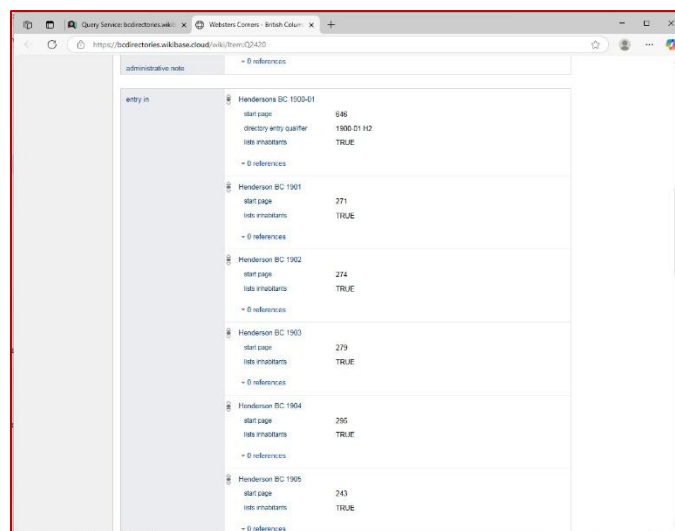 Query Service: bcdirectories.wikib
Websters Corners - British Colum
https://bcdirectories.wikibase.cloud/wiki/Item:Q2420
0 references
administrative note
entry in
Hendersons BC 1900-01
start page 646
directory entry qualifier 1900-01 H2
lists inhabitants TRUE
0 references
Henderson BC 1901
start page 271
lists inhabitants TRUE
0 references
Henderson BC 1902
start page 274
lists inhabitants TRUE
0 references
Henderson BC 1903
start page 279
lists inhabitants TRUE
0 references
Henderson BC 1904
start page 295
lists inhabitants TRUE
0 references
Henderson BC 1905
start page 243
lists inhabitants TRUE
0 references